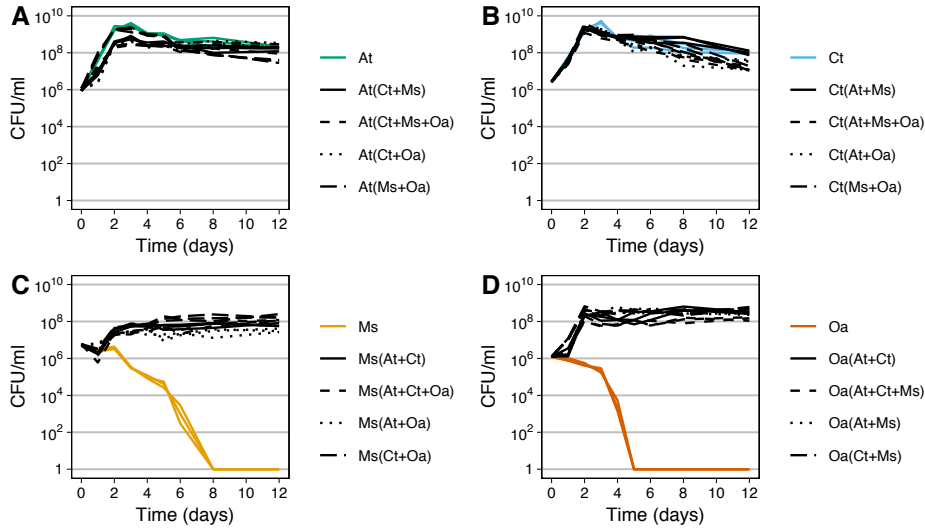 A
CFU/ml
10^10
10^8
10^6
10^4
10^2
1
0 2 4 6 8 10 12
Time (days)
At
At(Ct+Ms)
At(Ct+Ms+Oa)
At(Ct+Oa)
At(Ms+Oa)
B
CFU/ml
10^10
10^8
10^6
10^4
10^2
1
0 2 4 6 8 10 12
Time (days)
Ct
Ct(At+Ms)
Ct(At+Ms+Oa)
Ct(At+Oa)
Ct(Ms+Oa)
C
CFU/ml
10^10
10^8
10^6
10^4
10^2
1
0 2 4 6 8 10 12
Time (days)
Ms
Ms(At+Ct)
Ms(At+Ct+Oa)
Ms(At+Oa)
Ms(Ct+Oa)
D
CFU/ml
10^10
10^8
10^6
10^4
10^2
1
0 2 4 6 8 10 12
Time (days)
Oa
Oa(At+Ct)
Oa(At+Ct+Ms)
Oa(At+Ms)
Oa(Ct+Ms)